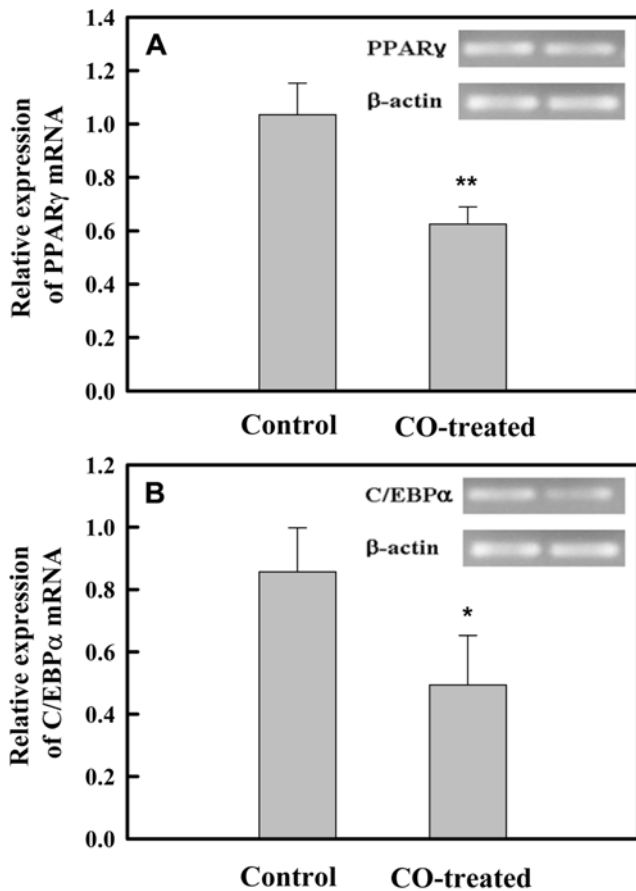 A
PPARγ
β-actin
Relative expression
of PPARγ mRNA
1.4
1.2
1.0
0.8
0.6
0.4
0.2
0.0
**
Control CO-treated
B
C/EBPα
β-actin
Relative expression
of C/EBPα mRNA
1.2
1.0
0.8
0.6
0.4
0.2
0.0
*
Control CO-treated